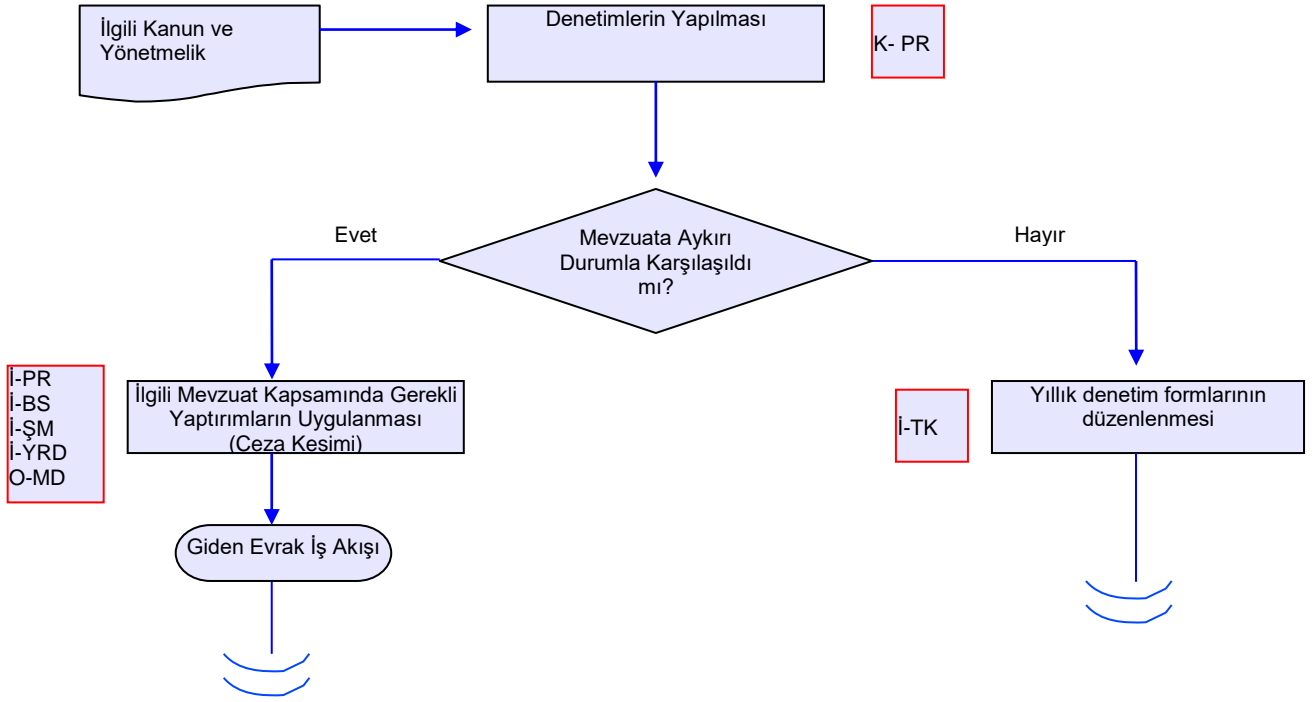 İlgili Kanun ve
Yönetmelik
Denetimlerin Yapılması
K- PR
Evet
Mevzuata Aykırı
Durumla Karşılaşıldı
mı?
Hayır
İ-PR
İ-BS
İ-ŞM
İ-YRD
O-MD
İlgili Mevzuat Kapsamında Gerekli
Yaptırımların Uygulanması
(Ceza Kesimi)
İ-TK
Yıllık denetim formlarının
düzenlenmesi
Giden Evrak İş Akışı